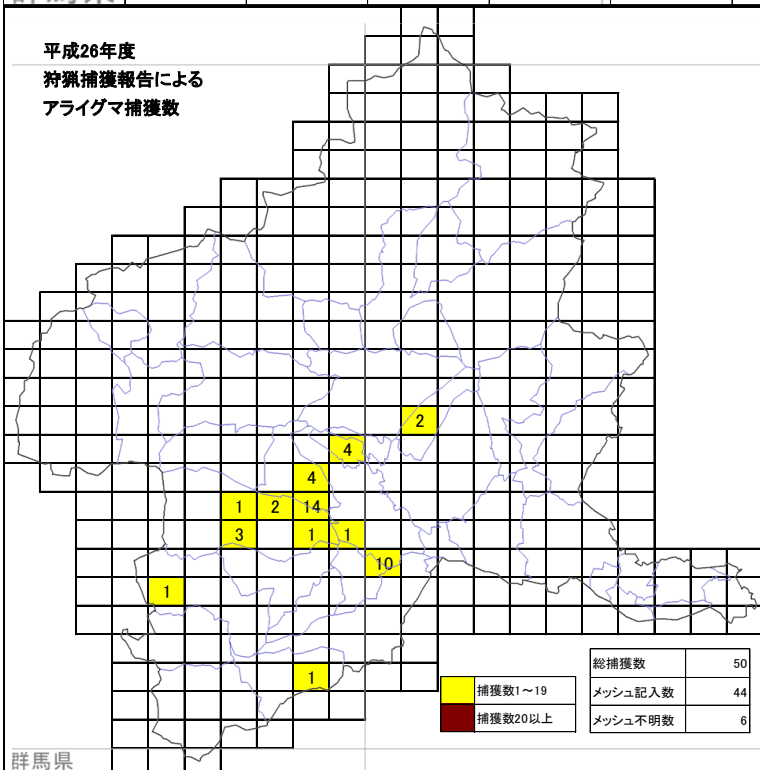 平成26年度
狩猟捕獲報告による
アライグマ捕獲数
2
4
4
1 2 14
3 1 1
10
1
1
捕獲数1～19
捕獲数20以上
総捕獲数 50
メッシュ記入数 44
メッシュ不明数 6
群馬県